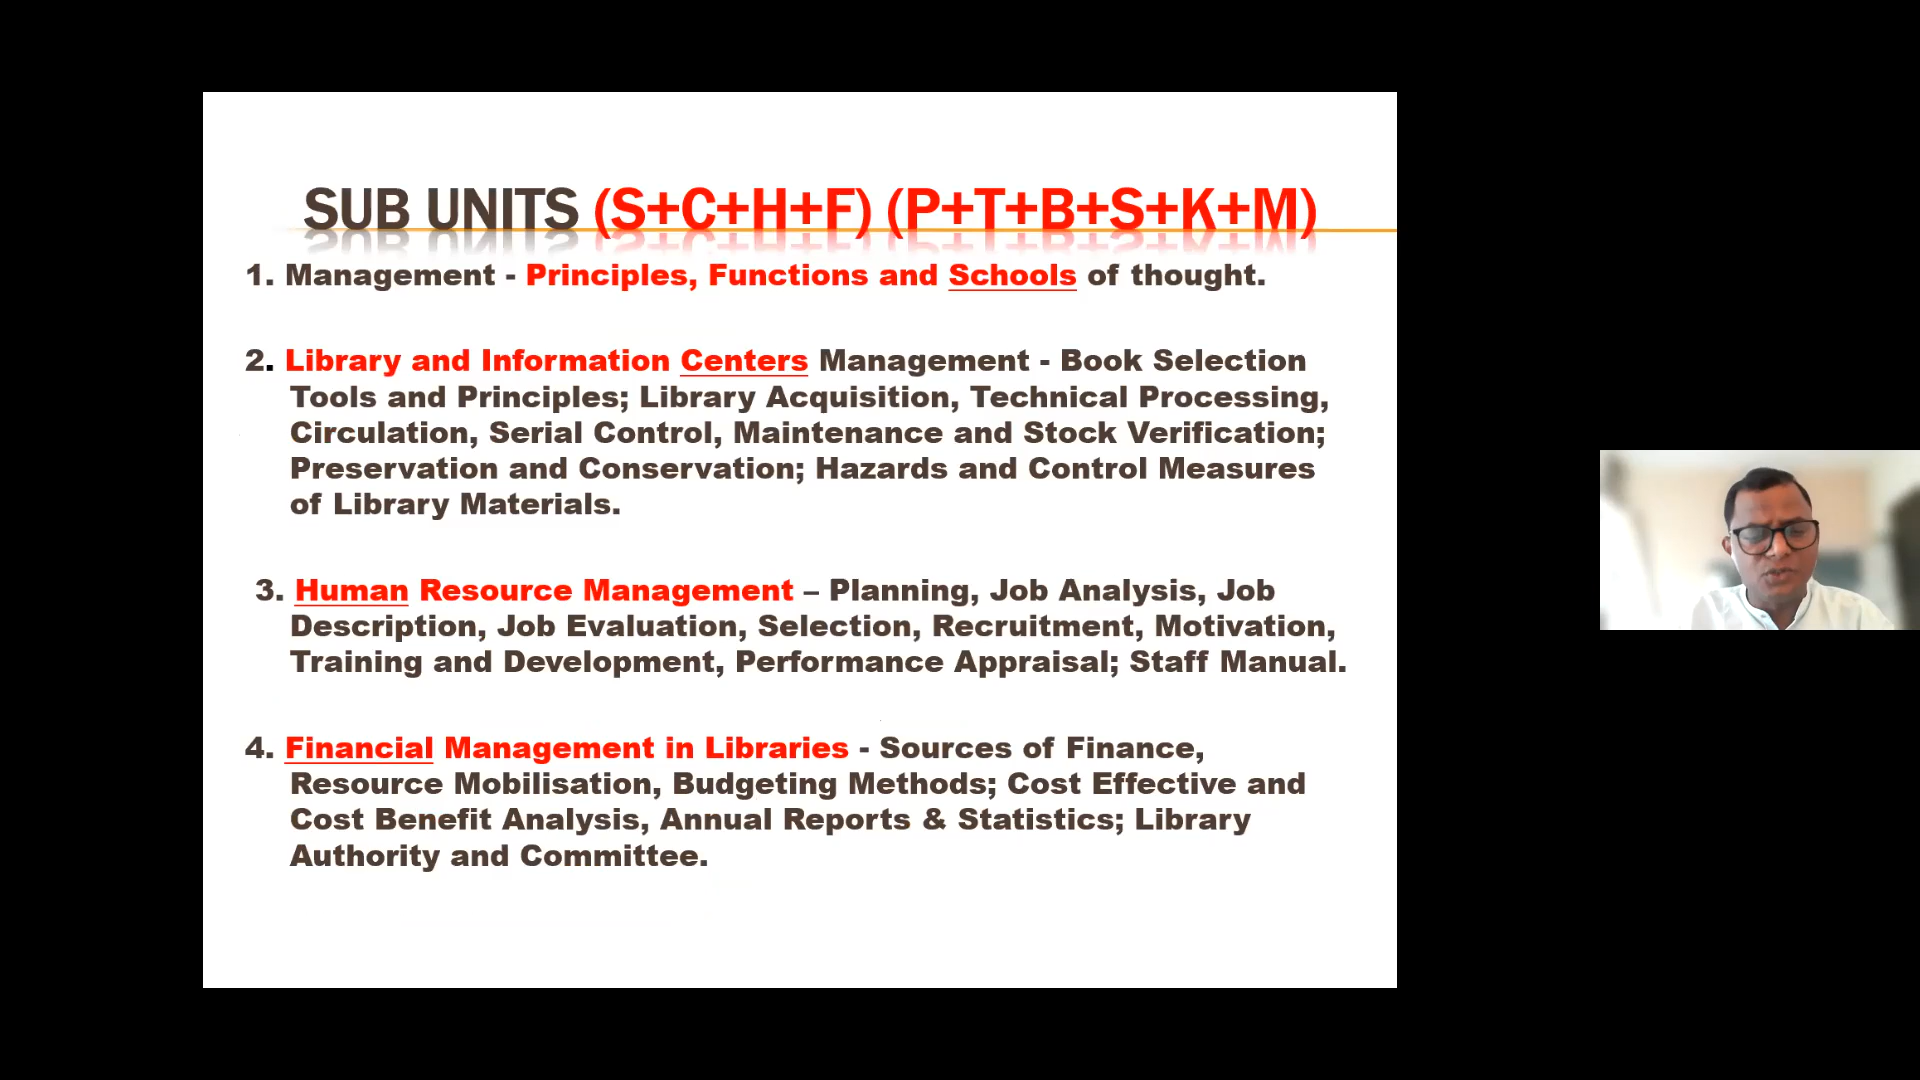 SUB UNITS (S+C+H+F) (P+T+B+S+K+M)
1. Management - Principles, Functions and Schools of thought.
2. Library and Information Centers Management - Book Selection
Tools and Principles; Library Acquisition, Technical Processing,
Circulation, Serial Control, Maintenance and Stock Verification;
Preservation and Conservation; Hazards and Control Measures
of Library Materials.
3. Human Resource Management – Planning, Job Analysis, Job
Description, Job Evaluation, Selection, Recruitment, Motivation,
Training and Development, Performance Appraisal; Staff Manual.
4. Financial Management in Libraries - Sources of Finance,
Resource Mobilisation, Budgeting Methods; Cost Effective and
Cost Benefit Analysis, Annual Reports & Statistics; Library
Authority and Committee.